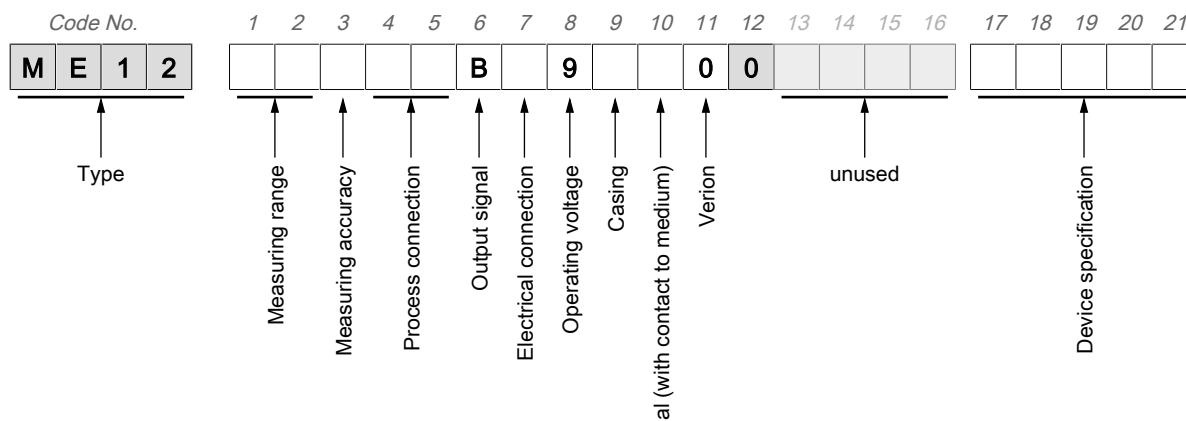 Code No. 1 2 3 4 5 6 7 8 9 10 11 12 13 14 15 16 17 18 19 20 21
M E 1 2 B 9 0 0
Type
unused
Measuring range
Measuring accuracy
Process connection
Output signal
Electrical connection
Operating voltage
Casing
al (with contact to medium)
Verion
Device specification